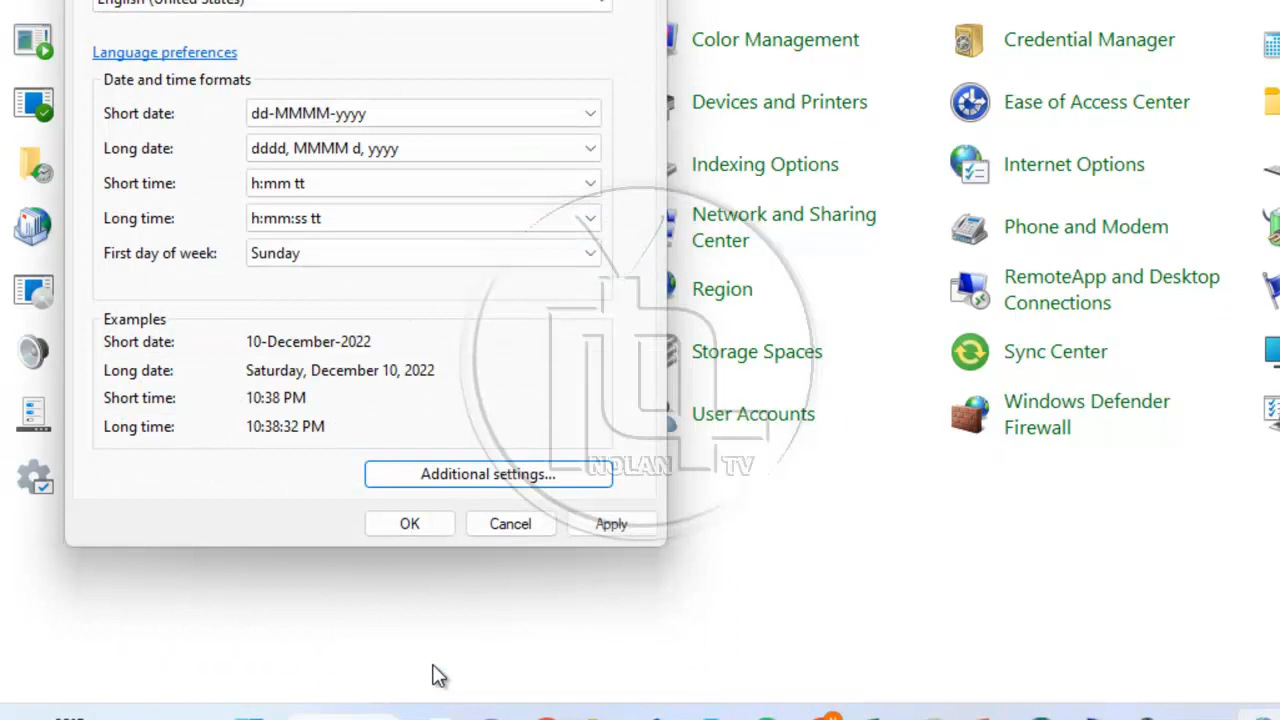 English (United States)
Language preferences
Date and time formats
Short date: dd-MMMM-yyyy
Long date: dddd, MMMM d, yyyy
Short time: h:mm tt
Long time: h:mm:ss tt
First day of week: Sunday
Examples
Short date: 10-December-2022
Long date: Saturday, December 10, 2022
Short time: 10:38 PM
Long time: 10:38:32 PM
Additional settings...
OK Cancel Apply
Color Management
Credential Manager
Devices and Printers
Ease of Access Center
Indexing Options
Internet Options
Network and Sharing
Center
Phone and Modem
Region
RemoteApp and Desktop
Connections
Storage Spaces
Sync Center
User Accounts
Windows Defender
Firewall
NOLAN TV